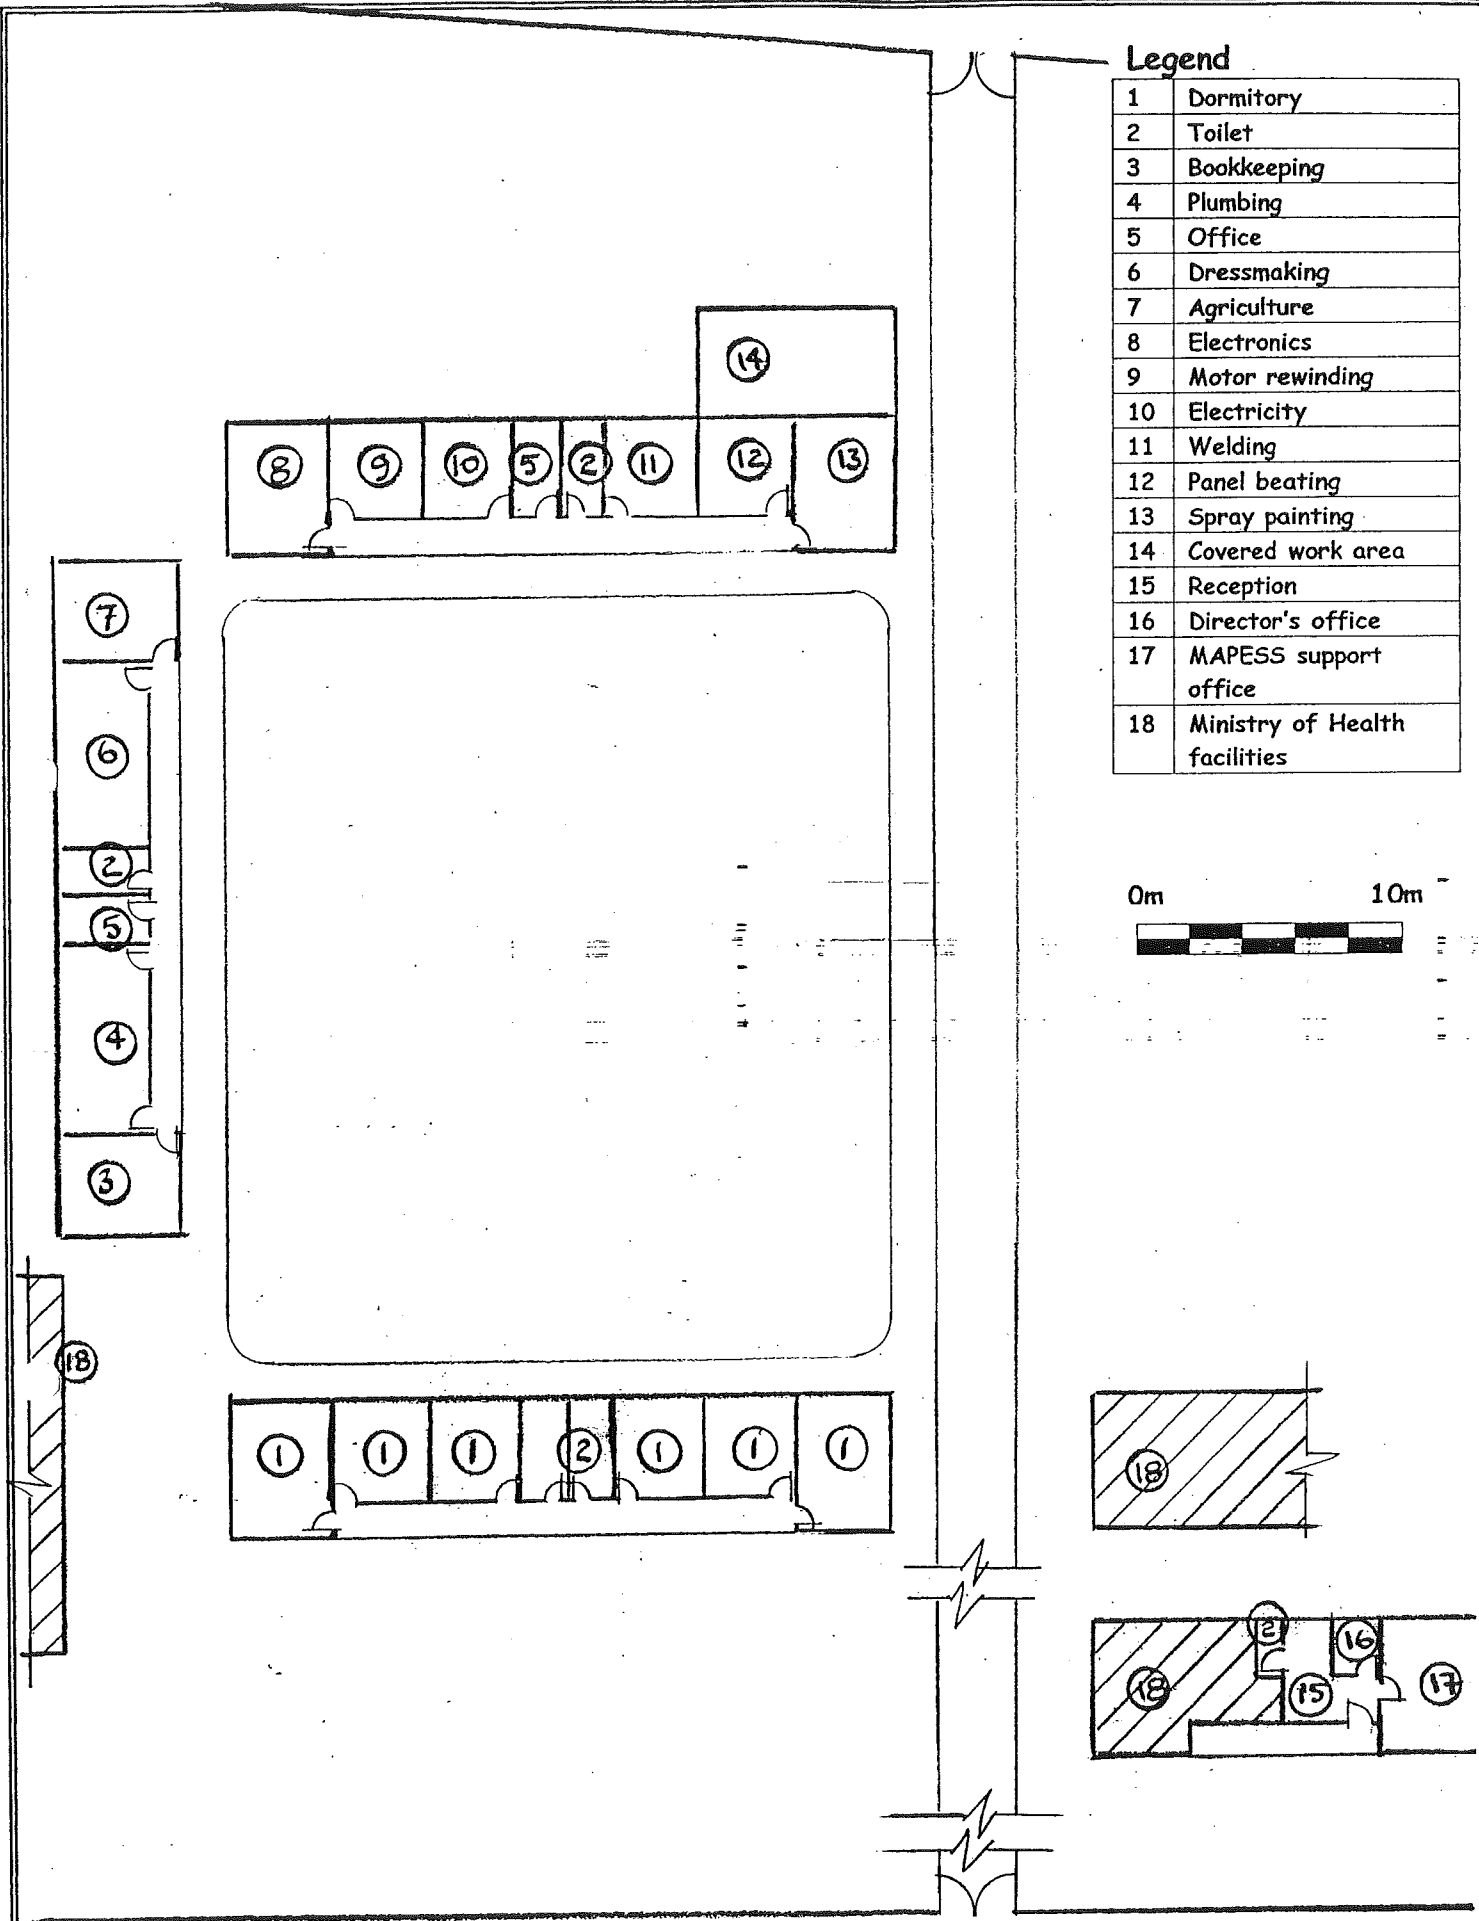 Legend
1 Dormitory
2 Toilet
3 Bookkeeping
4 Plumbing
5 Office
6 Dressmaking
7 Agriculture
8 Electronics
9 Motor rewinding
10 Electricity
11 Welding
12 Panel beating
13 Spray painting
14 Covered work area
15 Reception
16 Director's office
17 MAPESS support
office
18 Ministry of Health
facilities
14
8 9 10 5 2 11 12 13
7
6
2
5
4
3
0m 10m
18
1 1 1 2 1 1 1
18
2 16
18 15 17